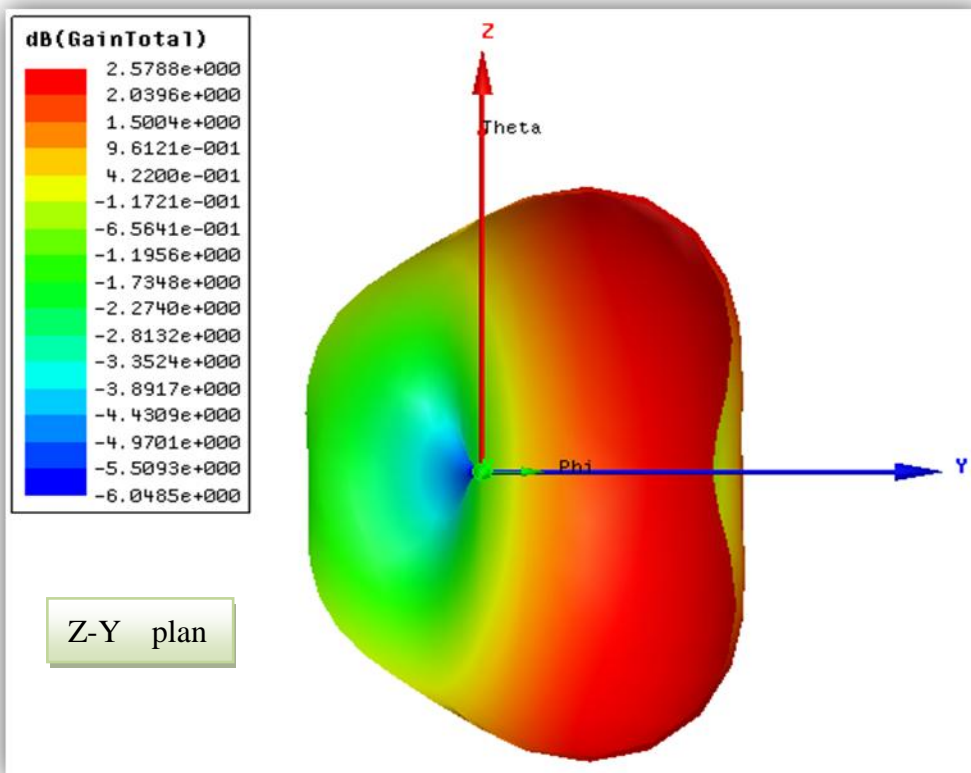 dB(GainTotal)
2.5788e+000
2.0396e+000
1.5004e+000
9.6121e-001
4.2200e-001
-1.1721e-001
-6.5641e-001
-1.1956e+000
-1.7348e+000
-2.2740e+000
-2.8132e+000
-3.3524e+000
-3.8917e+000
-4.4309e+000
-4.9701e+000
-5.5093e+000
-6.0485e+000
Z
Theta
Phi
Y
Z-Y plan